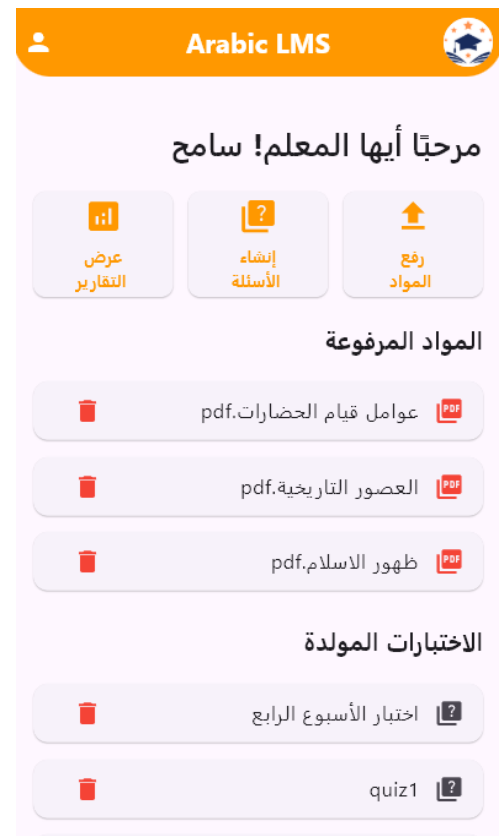 Arabic LMS
مرحبًا أيها المعلم! سامح
رفع
المواد
إنشاء
الأسئلة
عرض
التقارير
المواد المرفوعة
عوامل قيام الحضارات.pdf
العصور التاريخية.pdf
ظهور الاسلام.pdf
الاختبارات المولدة
اختبار الأسبوع الرابع
quiz1